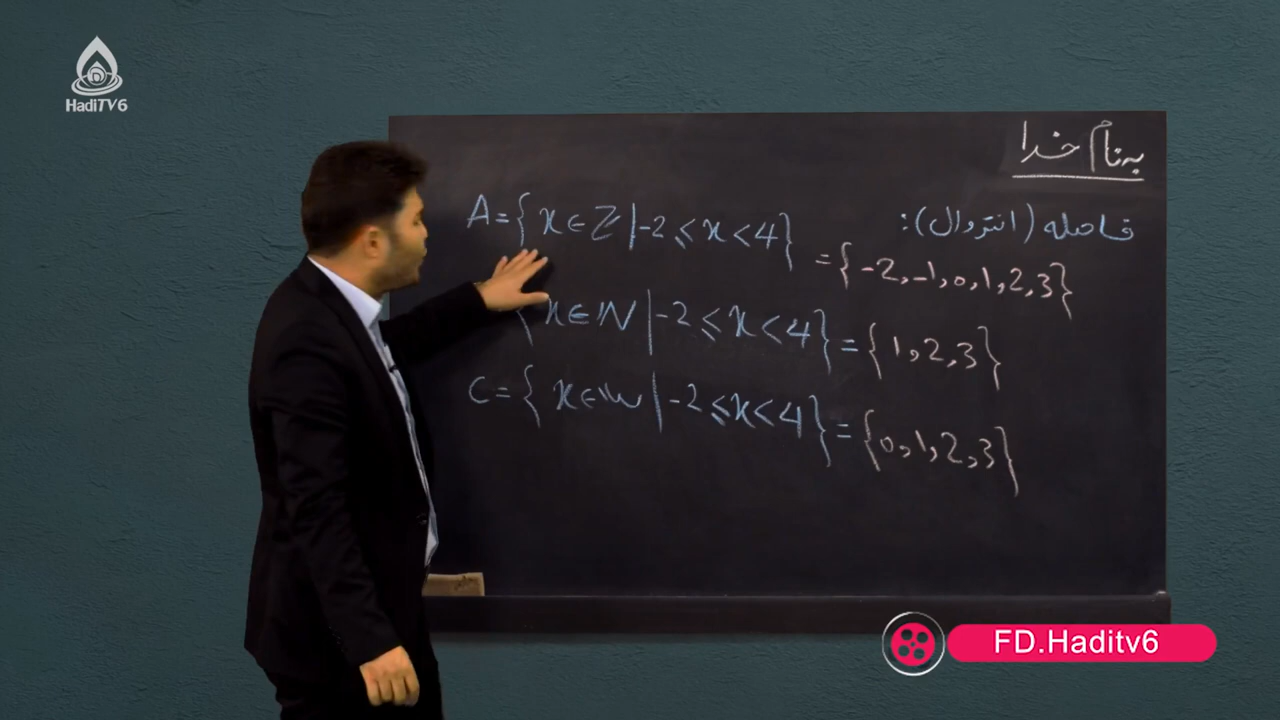 HadiTV6
به نام خدا
فاصله (انتروال):
A={x∈Z|-2≤x<4}
={-2,-1,0,1,2,3}
{x∈IN|-2≤x<4}={1,2,3}
C={x∈W|-2≤x<4}={0,1,2,3}
FD.Haditv6